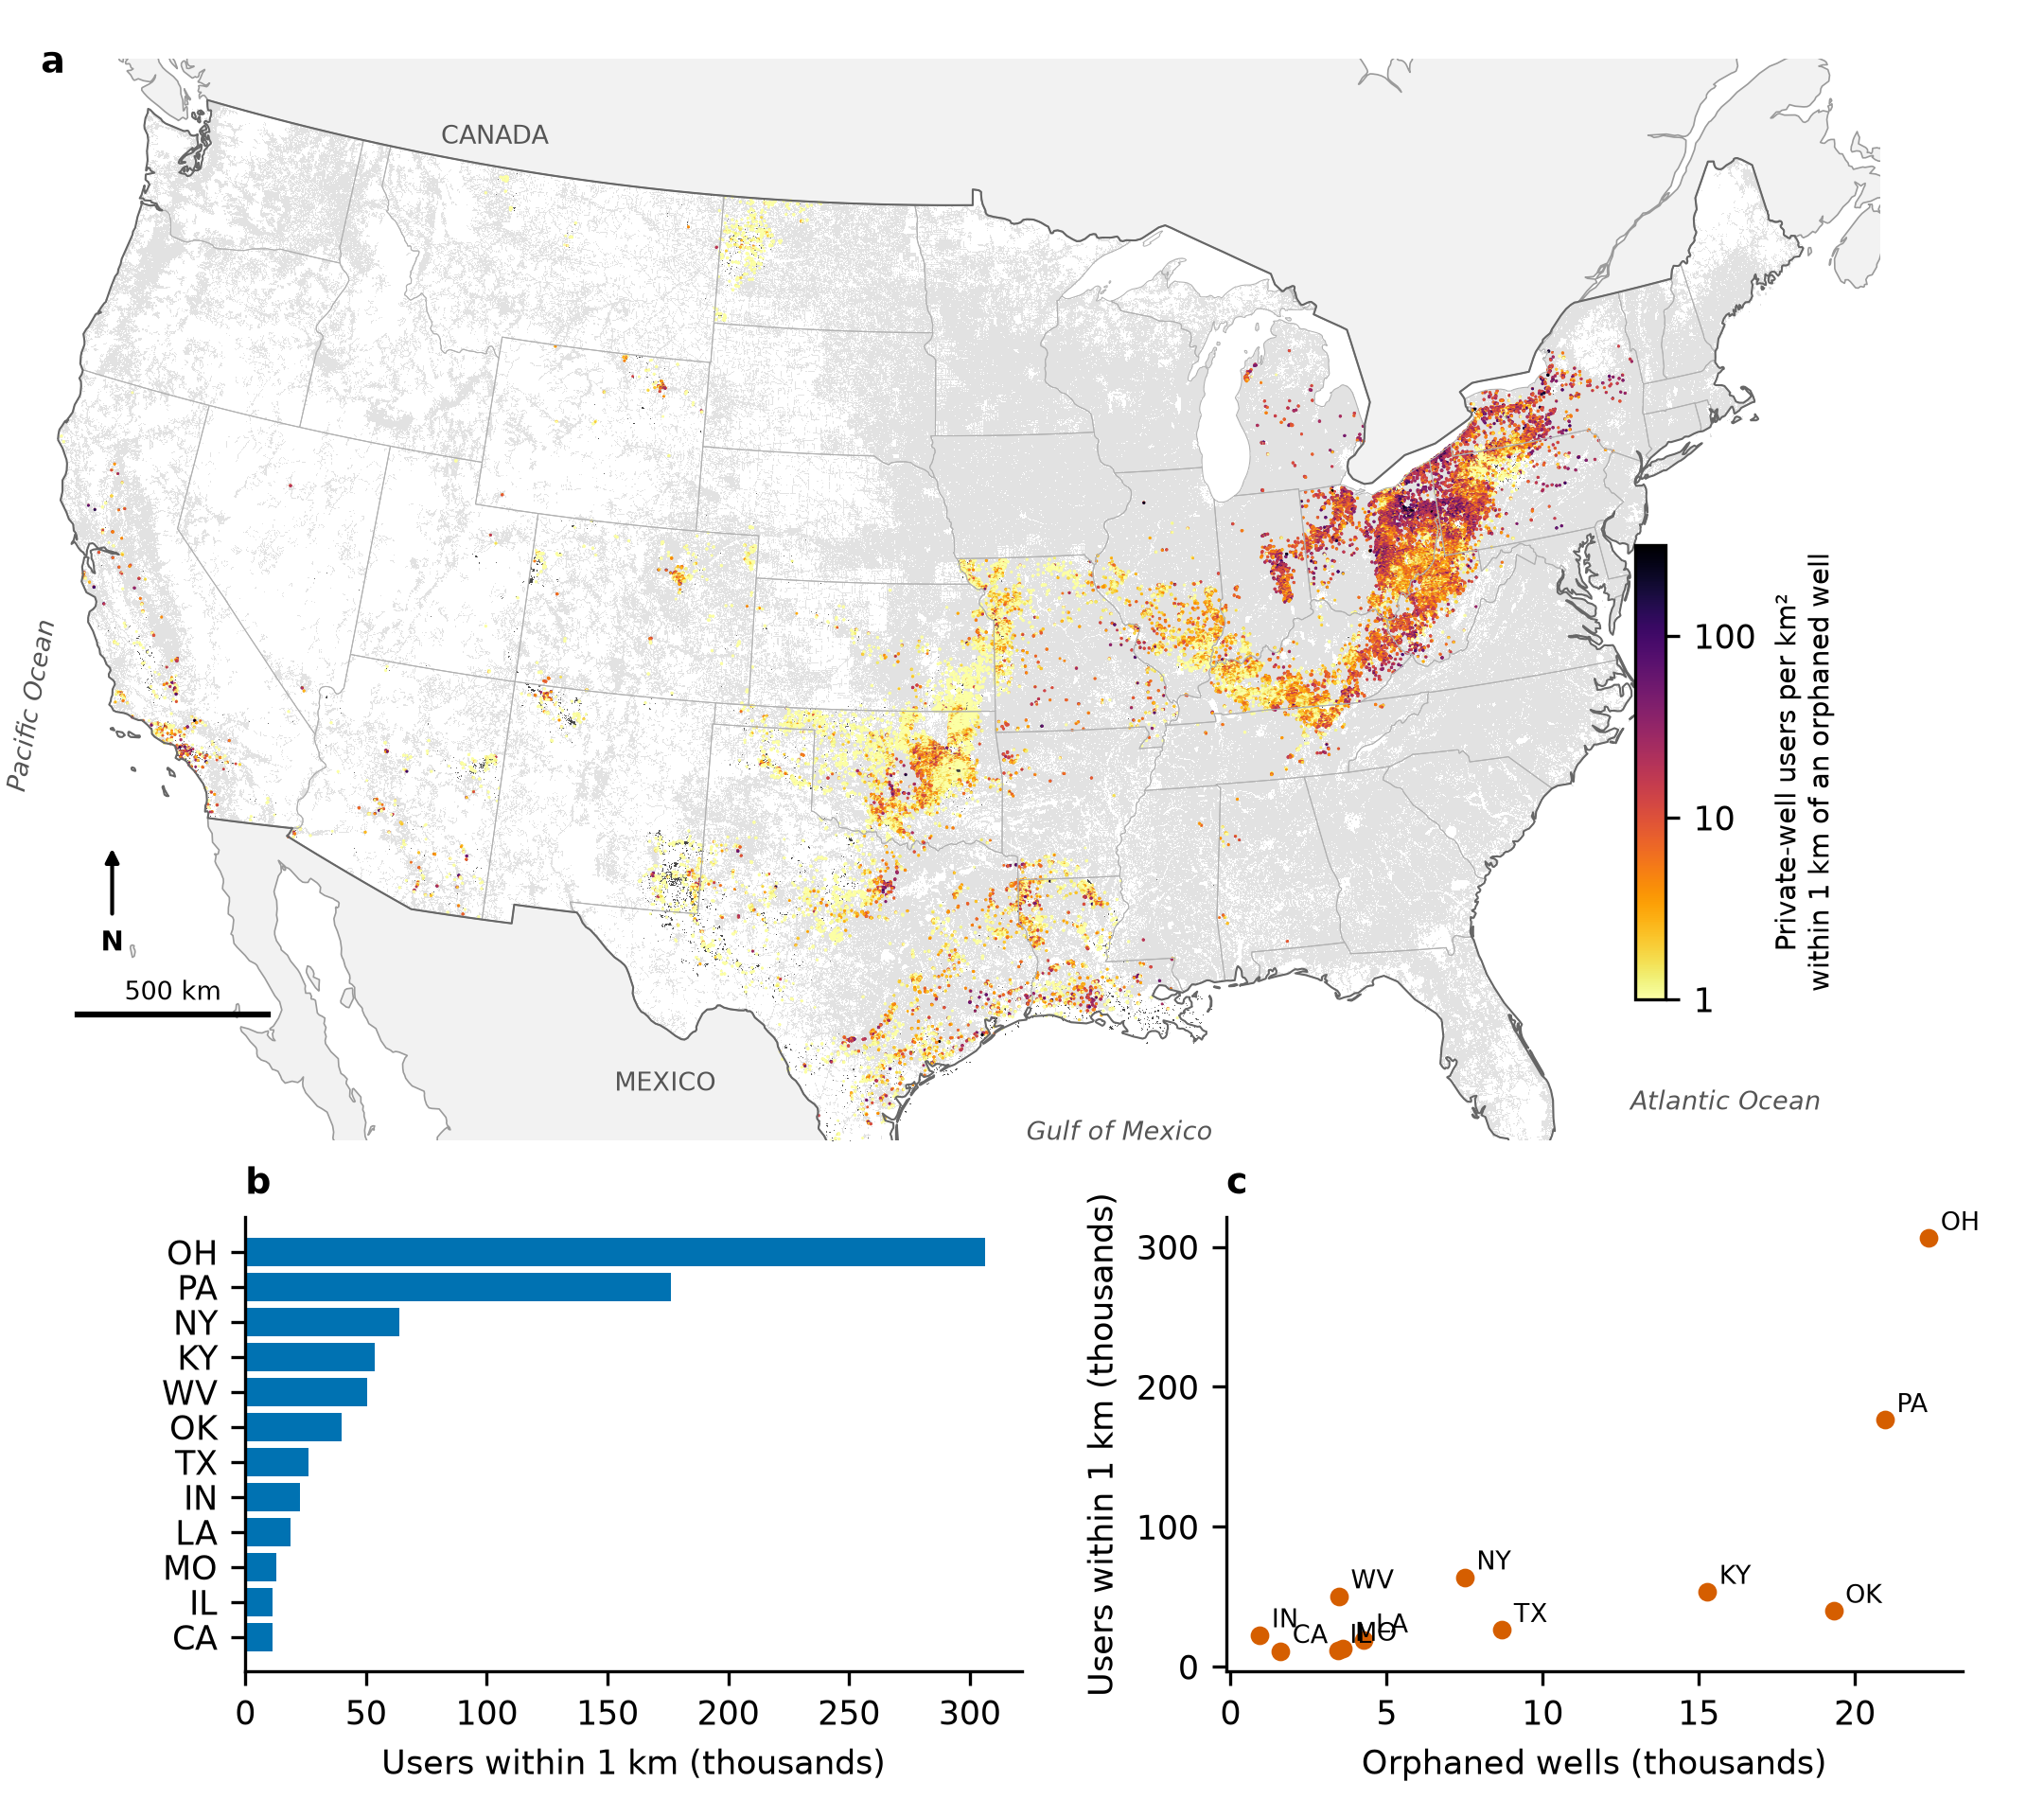 a
CANADA
Pacific Ocean
N
500 km
MEXICO
Gulf of Mexico
Atlantic Ocean
100
10
1
Private-well users per km²
within 1 km of an orphaned well
b
OH
PA
NY
KY
WV
OK
TX
IN
LA
MO
IL
CA
0 50 100 150 200 250 300
Users within 1 km (thousands)
c
Users within 1 km (thousands)
300
200
100
0
OH
PA
NY
WV
KY
OK
TX
IN
CA
IL
MO
LA
0 5 10 15 20
Orphaned wells (thousands)